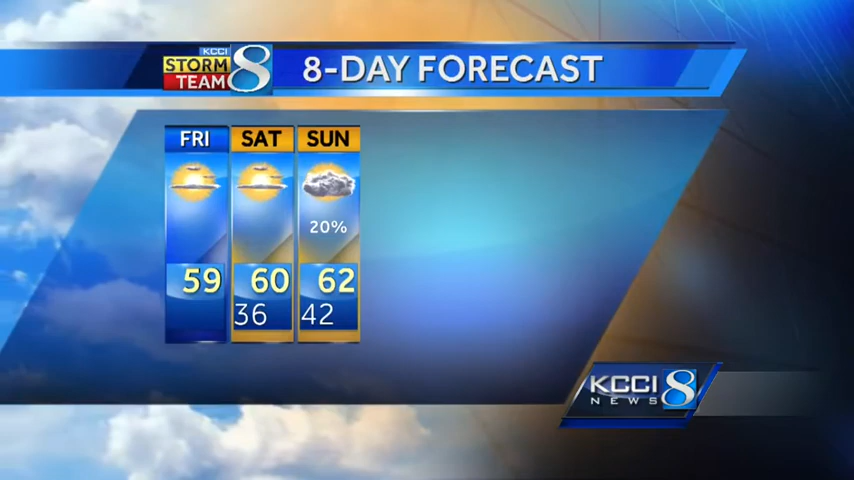 KCCI
STORM
TEAM 8
8-DAY FORECAST
FRI SAT SUN
20%
59 60 62
36 42
KCCI 8
NEWS